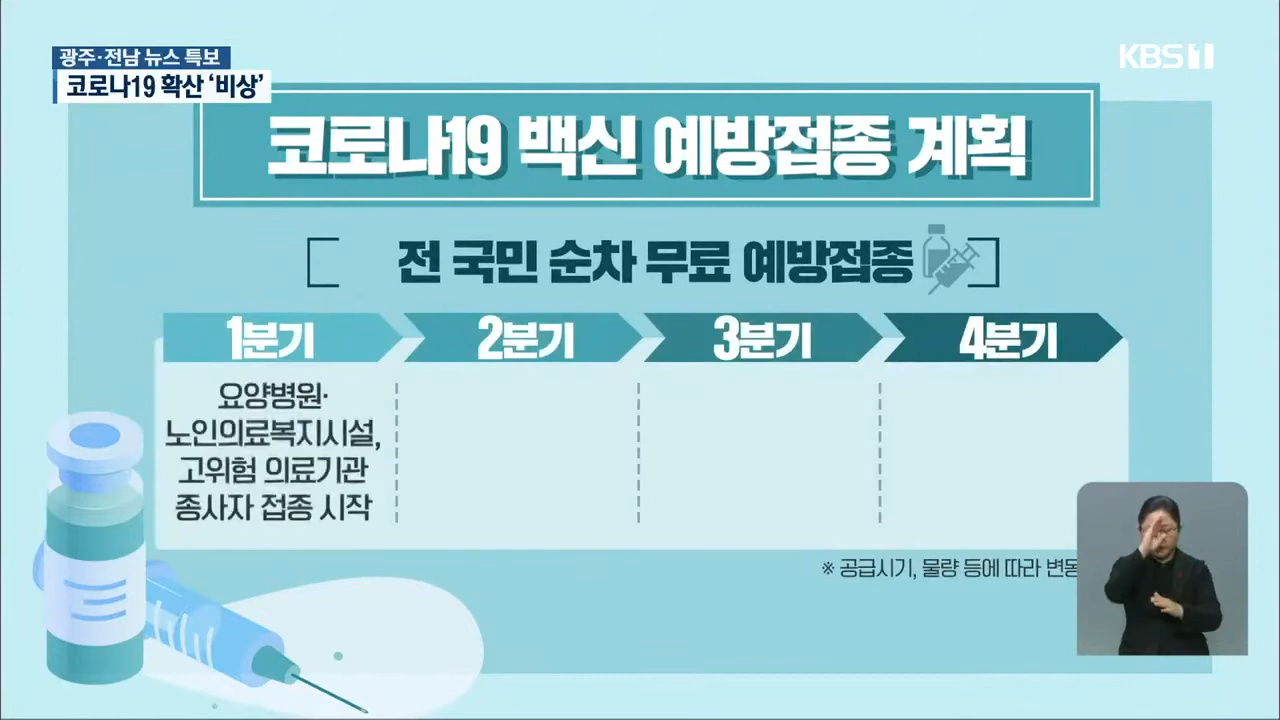 광주·전남 뉴스 특보
코로나19 확산 ‘비상’
KBS1
코로나19 백신 예방접종 계획
전 국민 순차 무료 예방접종
1분기
2분기
3분기
4분기
요양병원·
노인의료복지시설,
고위험 의료기관
종사자 접종 시작
※ 공급시기, 물량 등에 따라